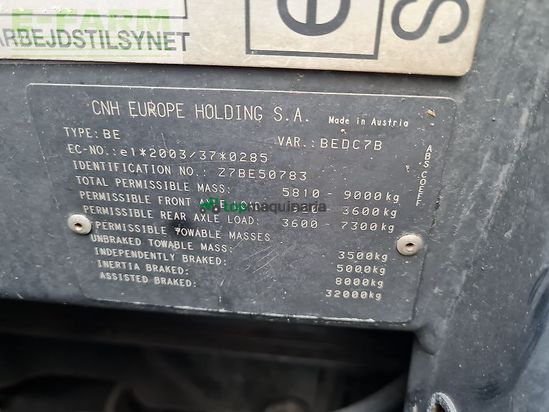 E-FARM
ARBEJDSTILSYNET
e
S
CNH EUROPE HOLDING S.A. Made in Austria
TYPE: BE VAR.: BEDC7B
EC-NO.: e1*2003/37*0285
IDENTIFICATION NO.: Z7BE50783
TOTAL PERMISSIBLE MASS: 5810 - 9000kg
PERMISSIBLE FRONT 3600kg
topmaquinaria
PERMISSIBLE REAR AXLE LOAD: 3600 - 7300kg
PERMISSIBLE TOWABLE MASSES
UNBRAKED TOWABLE MASS: 3500kg
INDEPENDENTLY BRAKED: 5000kg
INERTIA BRAKED: 8000kg
ASSISTED BRAKED: 32000kg
ABS.COEFF.